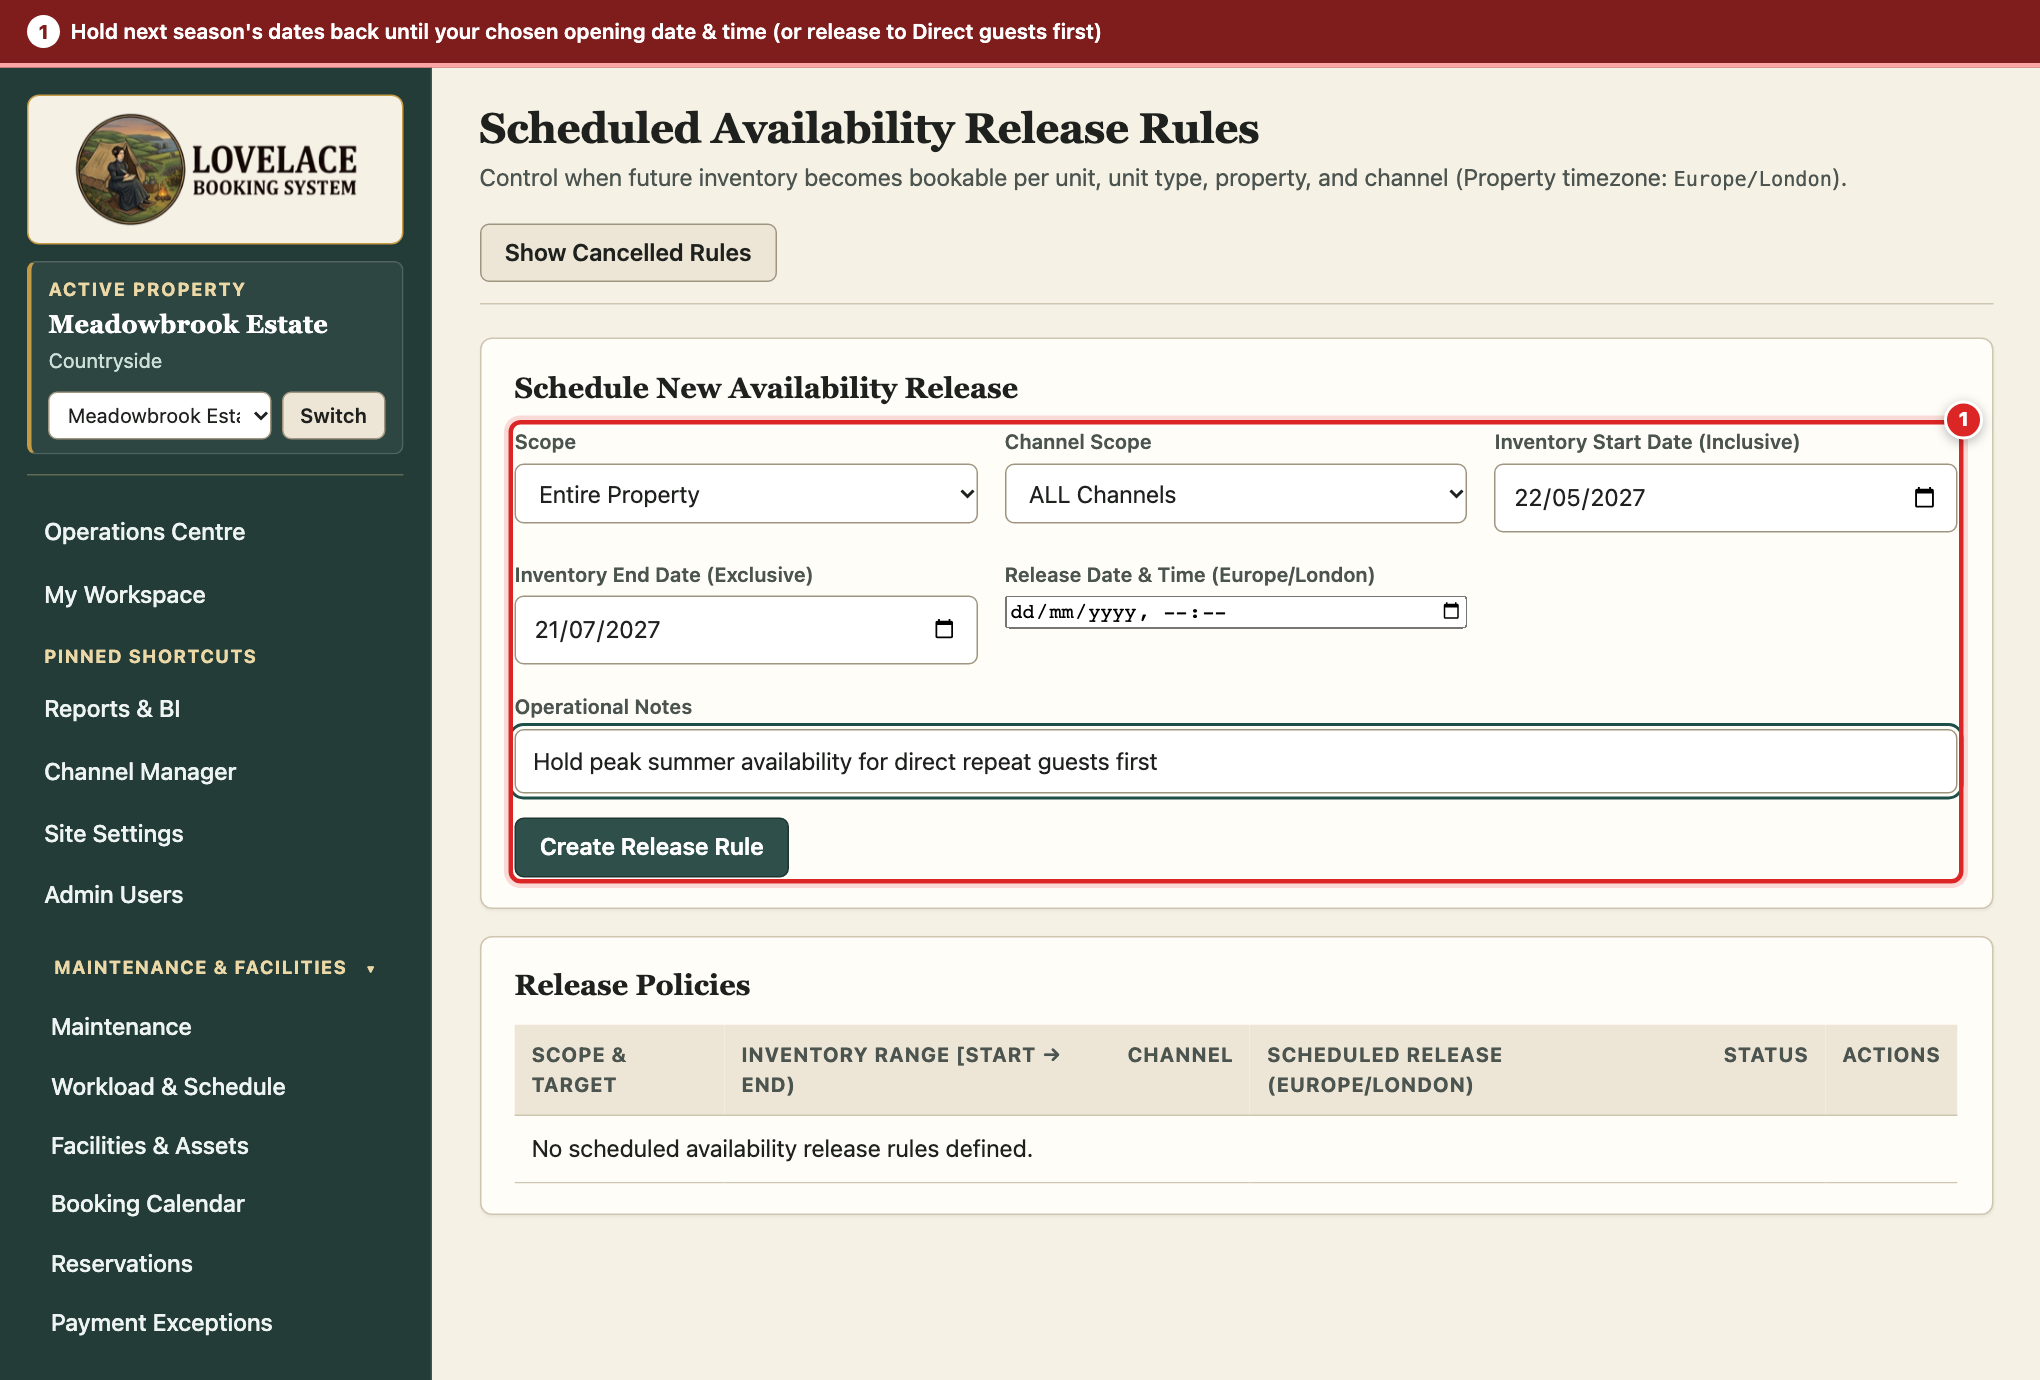 1 Hold next season's dates back until your chosen opening date & time (or release to Direct guests first)
LOVELACE
BOOKING SYSTEM
ACTIVE PROPERTY
Meadowbrook Estate
Countryside
Meadowbrook Esta
Switch
Operations Centre
My Workspace
PINNED SHORTCUTS
Reports & BI
Channel Manager
Site Settings
Admin Users
MAINTENANCE & FACILITIES ▾
Maintenance
Workload & Schedule
Facilities & Assets
Booking Calendar
Reservations
Payment Exceptions
Scheduled Availability Release Rules
Control when future inventory becomes bookable per unit, unit type, property, and channel (Property timezone: Europe/London).
Show Cancelled Rules
Schedule New Availability Release
1
Scope
Entire Property
Channel Scope
ALL Channels
Inventory Start Date (Inclusive)
22/05/2027
Inventory End Date (Exclusive)
21/07/2027
Release Date & Time (Europe/London)
dd/mm/yyyy, --:--
Operational Notes
Hold peak summer availability for direct repeat guests first
Create Release Rule
Release Policies
SCOPE &
TARGET
INVENTORY RANGE [START →
END)
CHANNEL
SCHEDULED RELEASE
(EUROPE/LONDON)
STATUS
ACTIONS
No scheduled availability release rules defined.